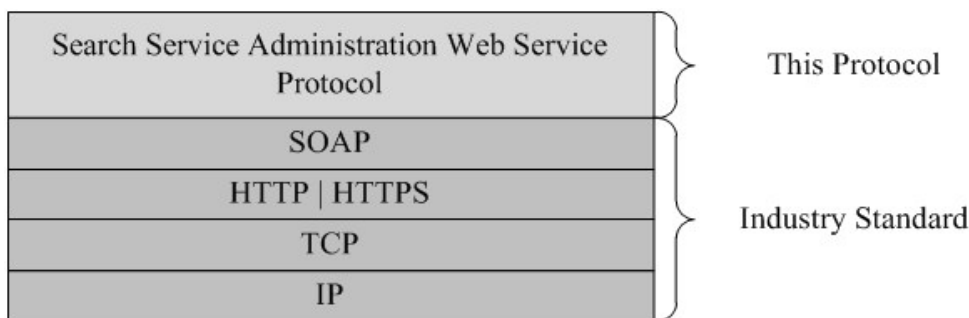 Search Service Administration Web Service
Protocol
This Protocol
SOAP
HTTP | HTTPS
TCP
IP
Industry Standard